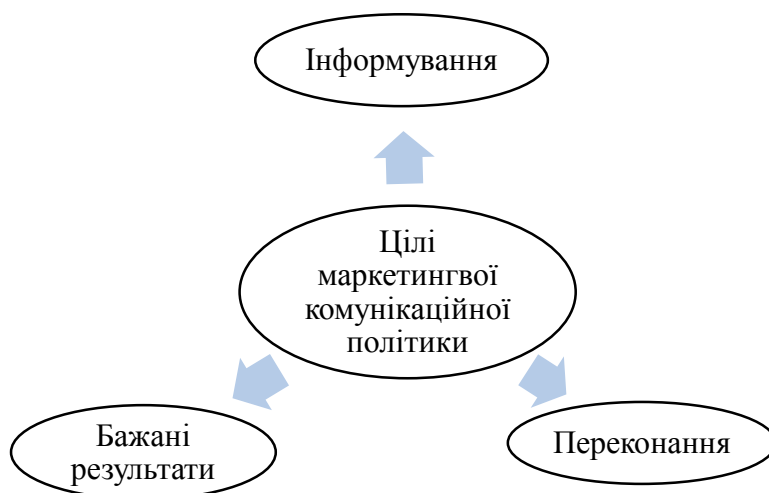 Інформування
Цілі
маркетингвої
комунікаційної
політики
Бажані
результати
Переконання